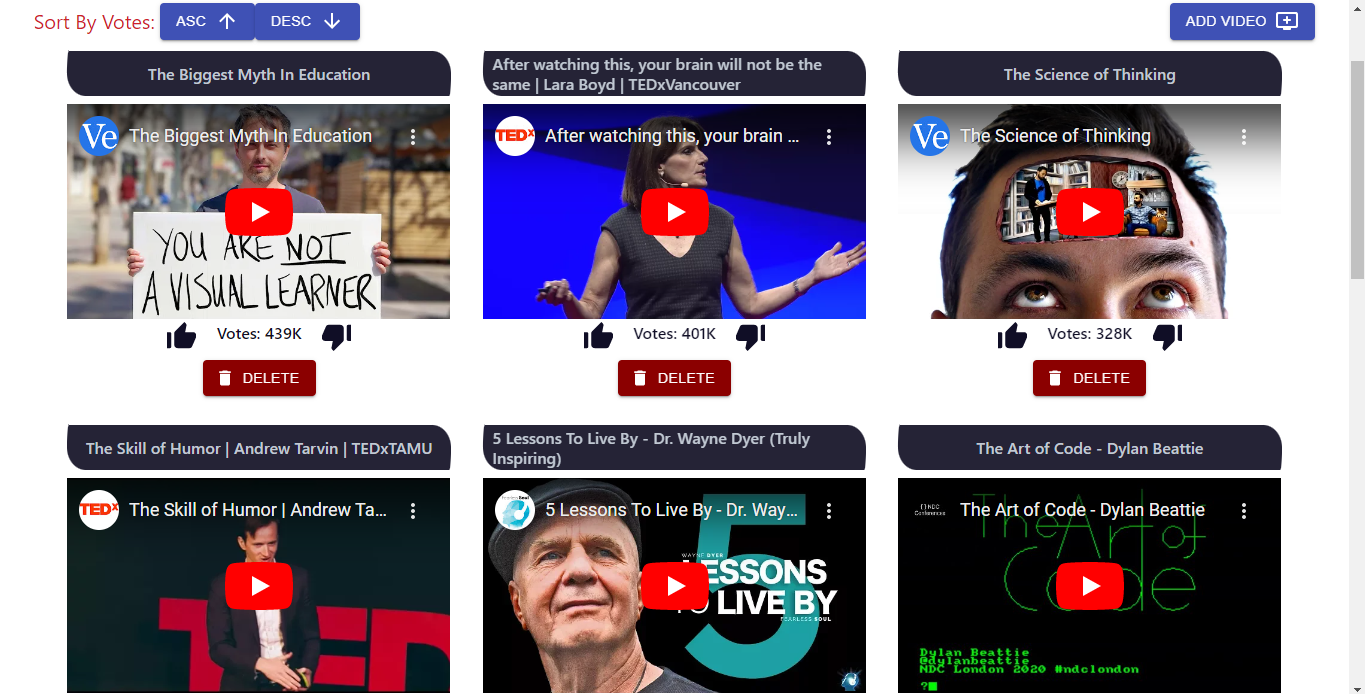 Sort By Votes:
ASC
DESC
ADD VIDEO
The Biggest Myth In Education
After watching this, your brain will not be the
same | Lara Boyd | TEDxVancouver
The Science of Thinking
Ve
The Biggest Myth In Education
TEDx
After watching this, your brain ...
Ve
The Science of Thinking
YOU ARE NOT
A VISUAL LEARNER
Votes: 439K
Votes: 401K
Votes: 328K
DELETE
DELETE
DELETE
The Skill of Humor | Andrew Tarvin | TEDxTAMU
5 Lessons To Live By - Dr. Wayne Dyer (Truly
Inspiring)
The Art of Code - Dylan Beattie
TEDx
The Skill of Humor | Andrew Ta...
TED
Fearless Soul
5 Lessons To Live By - Dr. Way...
5
WAYNE DYER
LESSONS
TO LIVE BY
FEARLESS SOUL
NDC
Conferences
The Art of Code - Dylan Beattie
The Art of
Code
Dylan Beattie
@dylanbeattie
NDC London 2020 #ndclondon
?